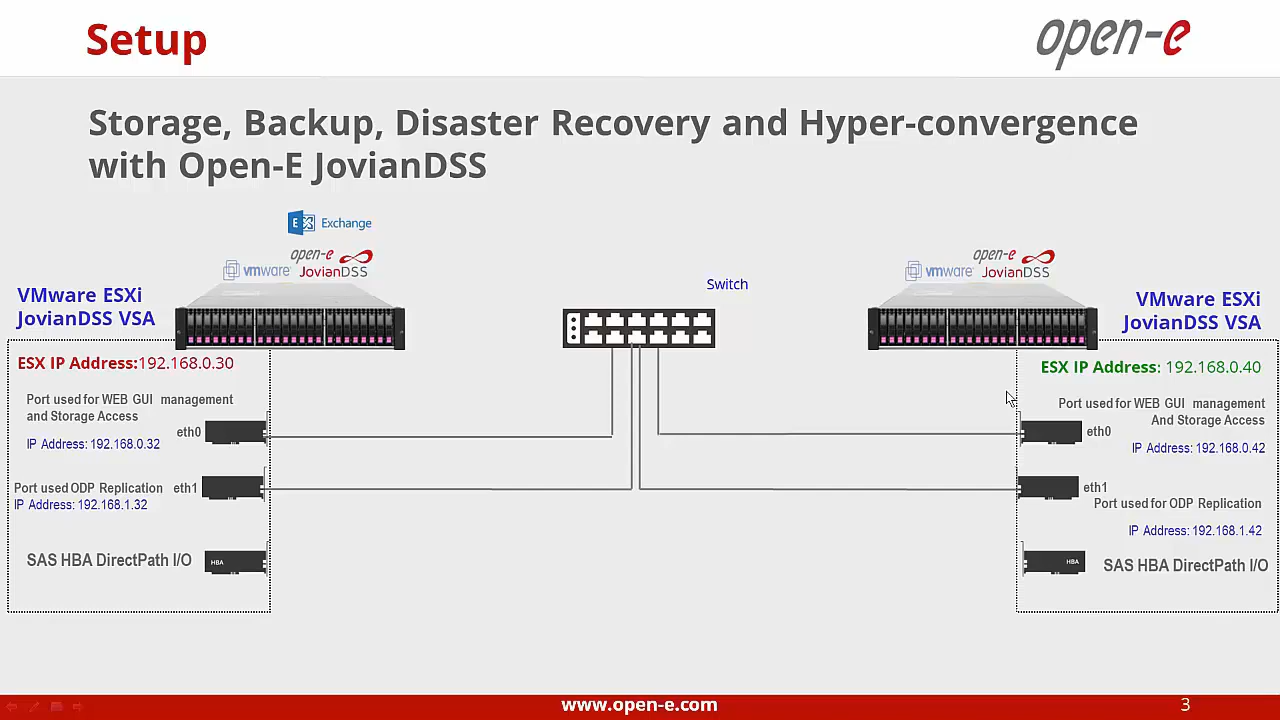 Setup
open-e
Storage, Backup, Disaster Recovery and Hyper-convergence
with Open-E JovianDSS
E Exchange
open-e
vmware JovianDSS
open-e
vmware JovianDSS
Switch
VMware ESXi
JovianDSS VSA
ESX IP Address:192.168.0.30
Port used for WEB GUI management
and Storage Access
eth0
IP Address: 192.168.0.32
Port used ODP Replication eth1
IP Address: 192.168.1.32
SAS HBA DirectPath I/O
HBA
VMware ESXi
JovianDSS VSA
ESX IP Address: 192.168.0.40
Port used for WEB GUI management
And Storage Access
eth0
IP Address: 192.168.0.42
eth1
Port used for ODP Replication
IP Address: 192.168.1.42
HBA
SAS HBA DirectPath I/O
www.open-e.com
3